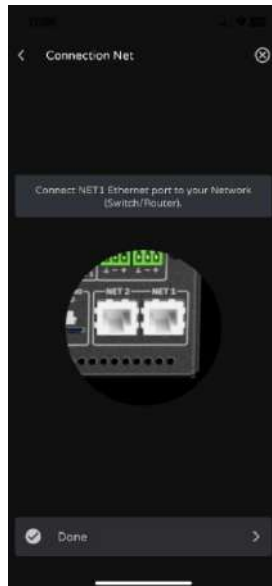 Connection Net
Connect NET1 Ethernet port to your Network
(Switch/Router).
NET 2 NET 1
Done